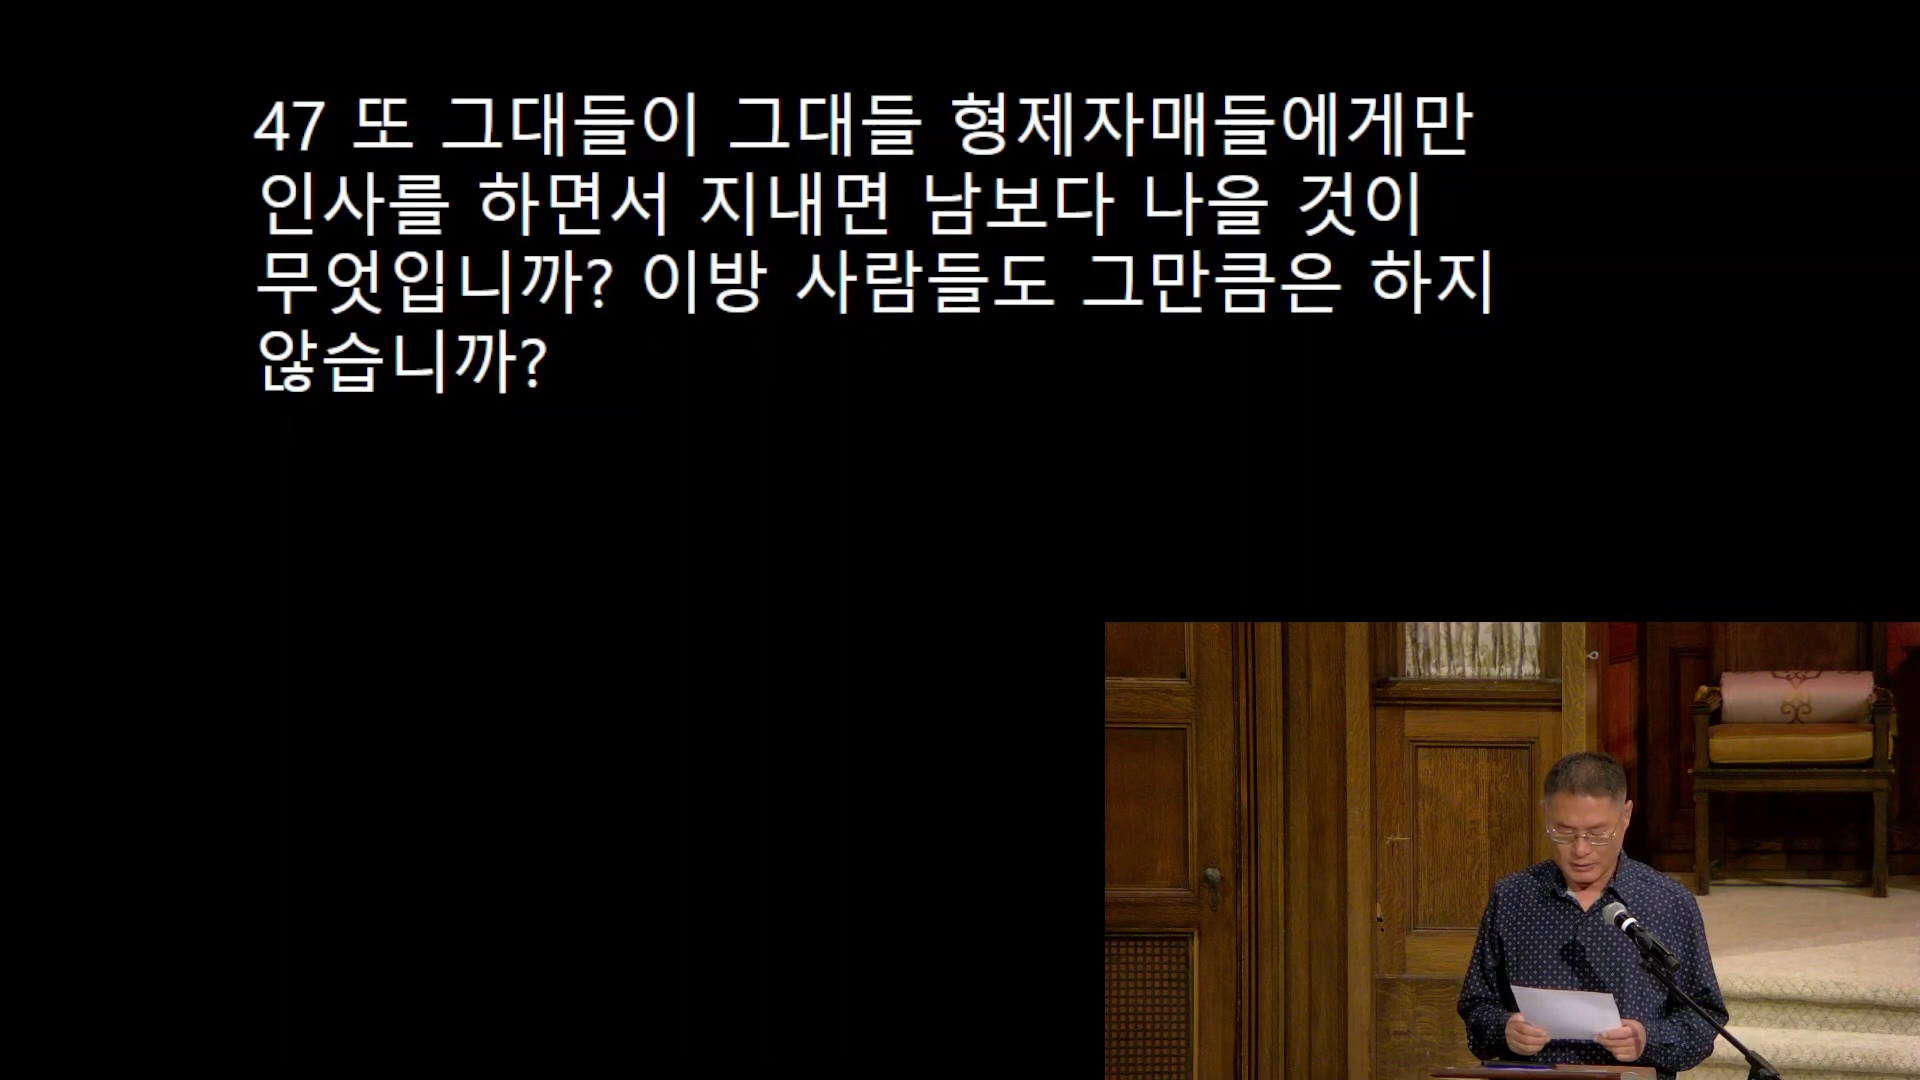 47 또 그대들이 그대들 형제자매들에게만
인사를 하면서 지내면 남보다 나을 것이
무엇입니까? 이방 사람들도 그만큼은 하지
않습니까?